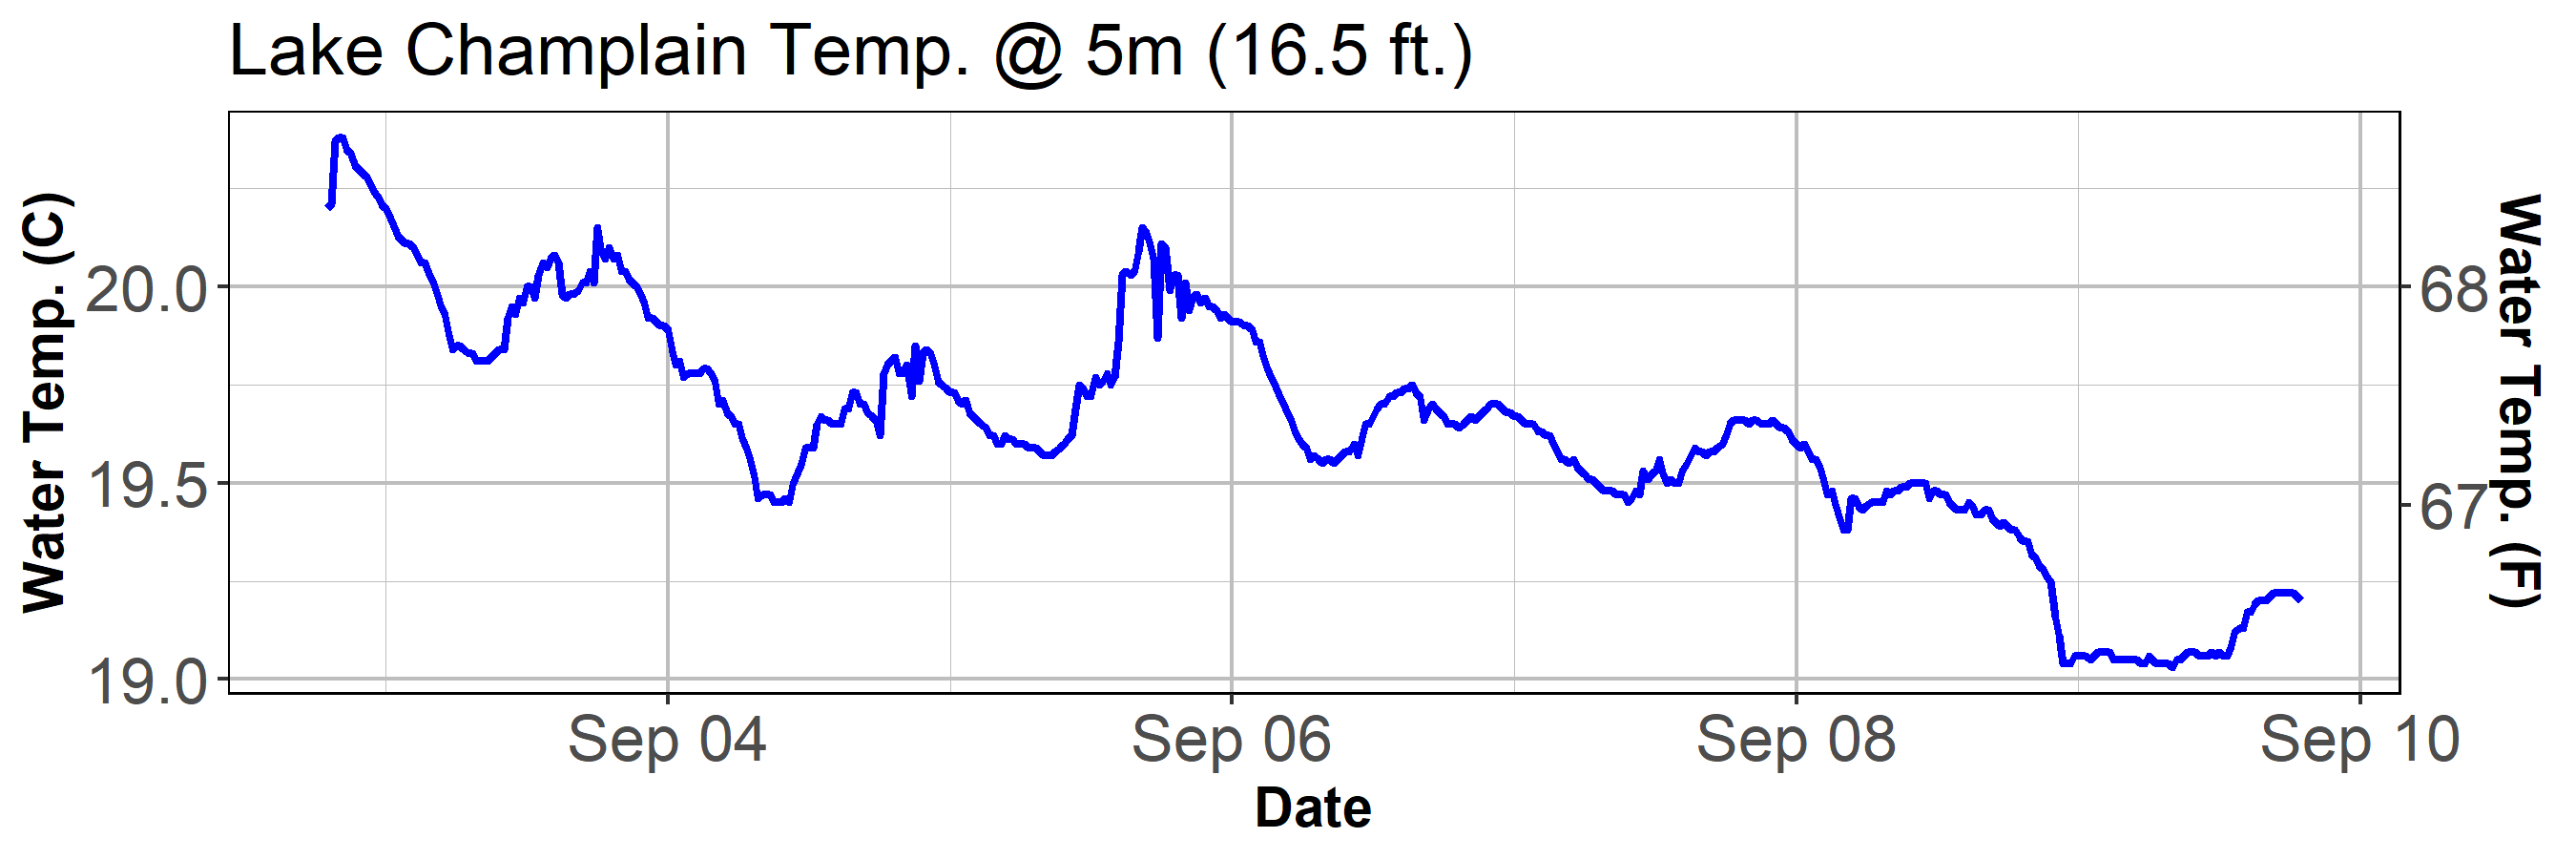 Lake Champlain Temp. @ 5m (16.5 ft.)
Water Temp. (C)
20.0
19.5
19.0
68
67
Water Temp. (F)
Sep 04
Sep 06
Sep 08
Sep 10
Date